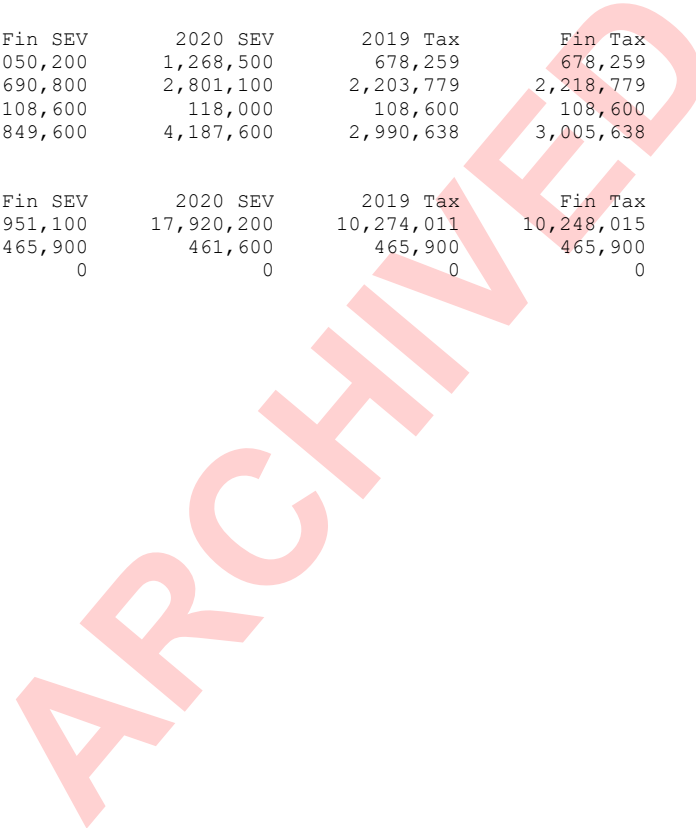 Fin SEV 2020 SEV 2019 Tax Fin Tax
050,200 1,268,500 678,259 678,259
690,800 2,801,100 2,203,779 2,218,779
108,600 118,000 108,600 108,600
849,600 4,187,600 2,990,638 3,005,638
Fin SEV 2020 SEV 2019 Tax Fin Tax
951,100 17,920,200 10,274,011 10,248,015
465,900 461,600 465,900 465,900
0 0 0 0
ARCHIVED